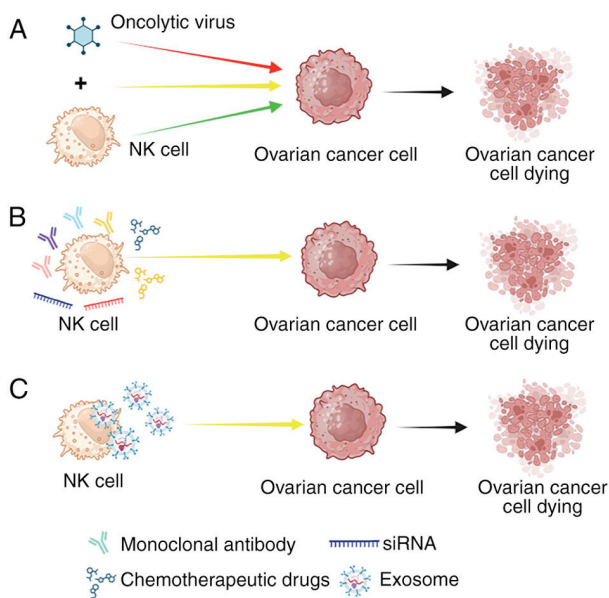 A
Oncolytic virus
+
NK cell
Ovarian cancer cell
Ovarian cancer
cell dying
B
NK cell
Ovarian cancer cell
Ovarian cancer
cell dying
C
NK cell
Ovarian cancer cell
Ovarian cancer
cell dying
Monoclonal antibody
siRNA
Chemotherapeutic drugs
Exosome